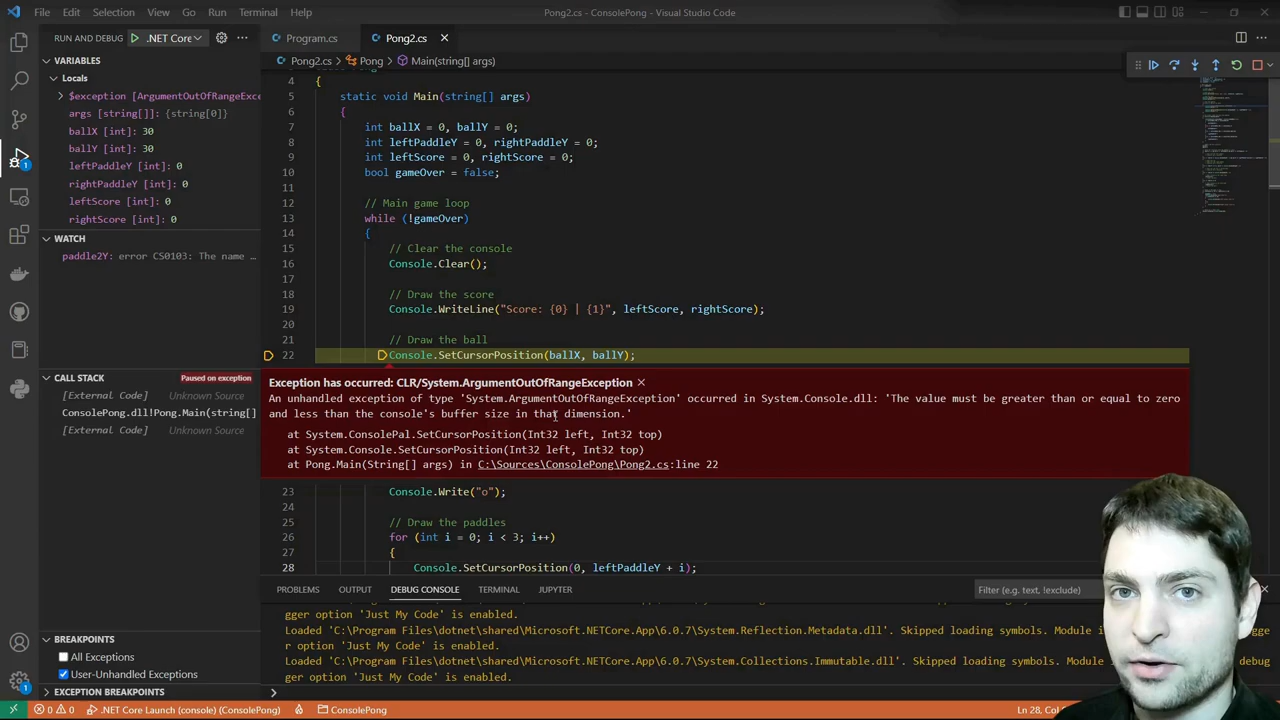 File Edit Selection View Go Run Terminal Help
Pong2.cs - ConsolePong - Visual Studio Code
RUN AND DEBUG .NET Core
Program.cs Pong2.cs
Pong2.cs > Pong > Main(string[] args)
VARIABLES
Locals
$exception [ArgumentOutOfRangeExce
args [string[]]: {string[0]}
ballX [int]: 30
ballY [int]: 30
leftPaddleY [int]: 0
rightPaddleY [int]: 0
leftScore [int]: 0
rightScore [int]: 0
WATCH
paddle2Y: error CS0103: The name …
CALL STACK Paused on exception
[External Code] Unknown Source
ConsolePong.dll!Pong.Main(string[]
[External Code] Unknown Source
BREAKPOINTS
All Exceptions
User-Unhandled Exceptions
EXCEPTION BREAKPOINTS
4 {
5 static void Main(string[] args)
6 {
7 int ballX = 0, ballY = 0;
8 int leftPaddleY = 0, rightPaddleY = 0;
9 int leftScore = 0, rightScore = 0;
10 bool gameOver = false;
11
12 // Main game loop
13 while (!gameOver)
14 {
15 // Clear the console
16 Console.Clear();
17
18 // Draw the score
19 Console.WriteLine("Score: {0} | {1}", leftScore, rightScore);
20
21 // Draw the ball
22 Console.SetCursorPosition(ballX, ballY);
Exception has occurred: CLR/System.ArgumentOutOfRangeException
An unhandled exception of type 'System.ArgumentOutOfRangeException' occurred in System.Console.dll: 'The value must be greater than or equal to zero
and less than the console's buffer size in that dimension.'
at System.ConsolePal.SetCursorPosition(Int32 left, Int32 top)
at System.Console.SetCursorPosition(Int32 left, Int32 top)
at Pong.Main(String[] args) in C:\Sources\ConsolePong\Pong2.cs:line 22
23 Console.Write("o");
24
25 // Draw the paddles
26 for (int i = 0; i < 3; i++)
27 {
28 Console.SetCursorPosition(0, leftPaddleY + i);
PROBLEMS OUTPUT DEBUG CONSOLE TERMINAL JUPYTER Filter (e.g. text, !exclude)
gger option 'Just My Code' is enabled.
Loaded 'C:\Program Files\dotnet\shared\Microsoft.NETCore.App\6.0.7\System.Reflection.Metadata.dll'. Skipped loading symbols. Module i
r option 'Just My Code' is enabled.
Loaded 'C:\Program Files\dotnet\shared\Microsoft.NETCore.App\6.0.7\System.Collections.Immutable.dll'. Skipped loading symbols. Module debug
ger option 'Just My Code' is enabled.
0 0 .NET Core Launch (console) (ConsolePong) ConsolePong Ln 28,